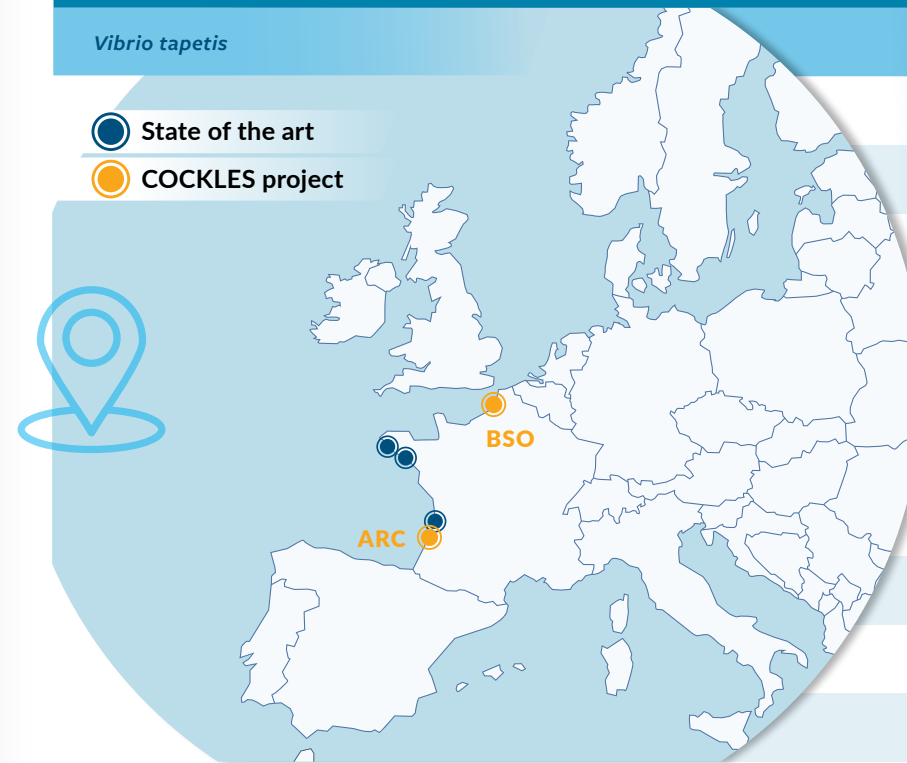 Vibrio tapetis
State of the art
COCKLES project
BSO
ARC